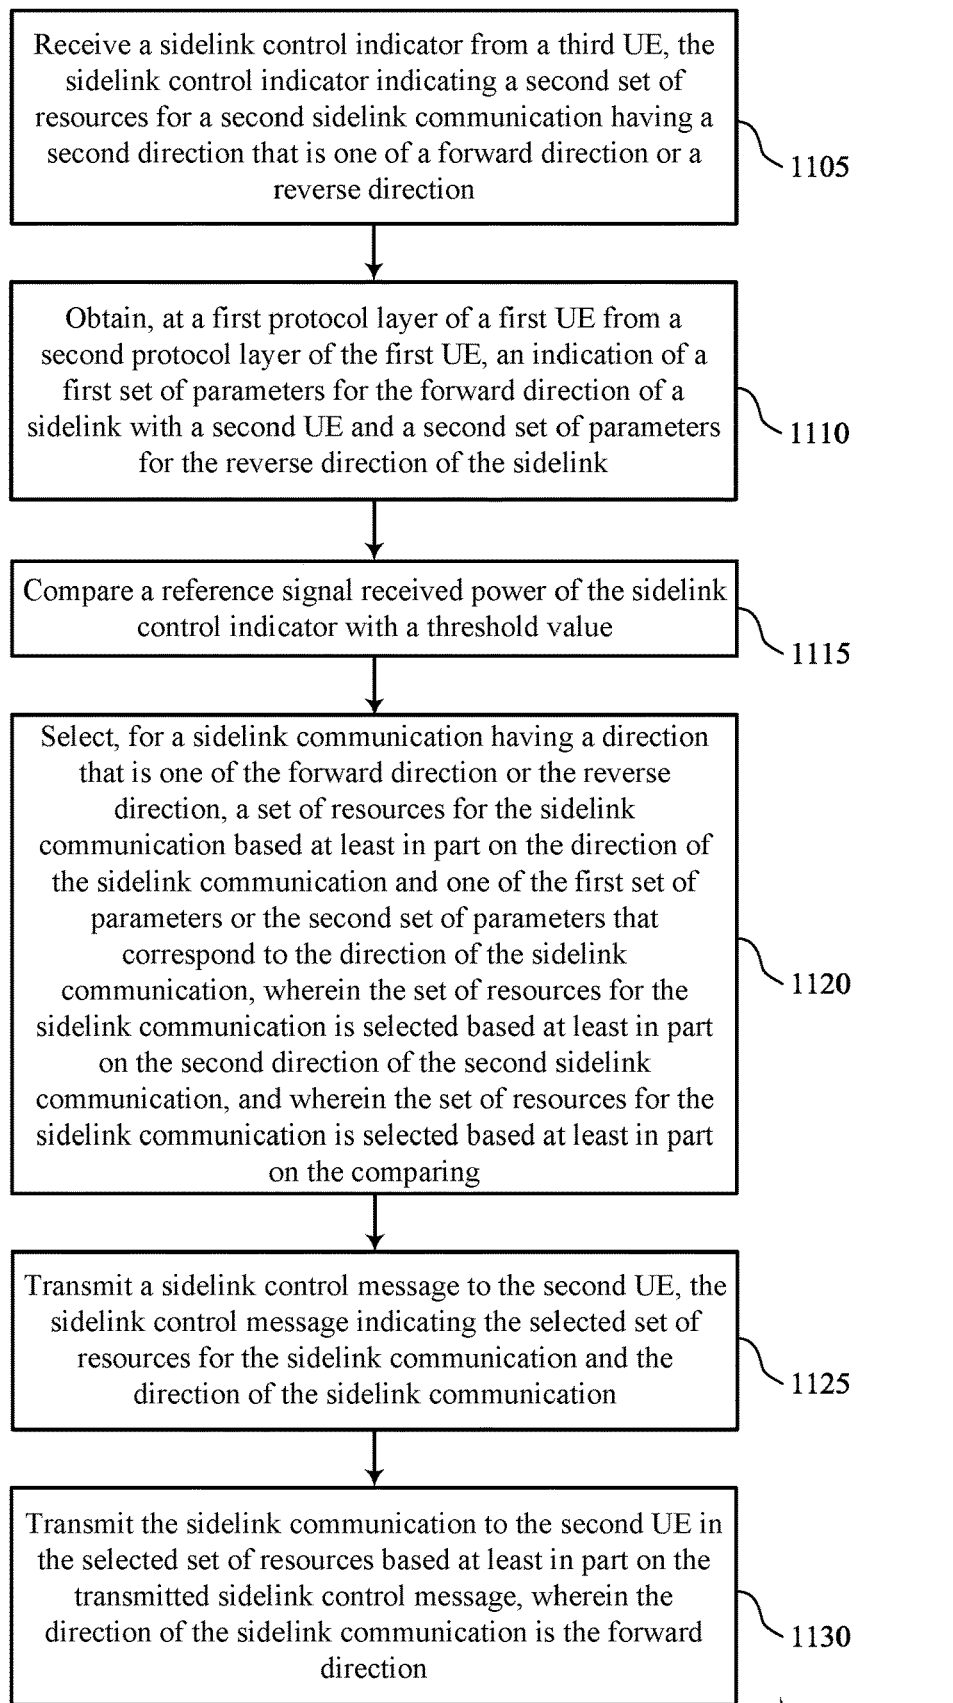 Receive a sidelink control indicator from a third UE, the
sidelink control indicator indicating a second set of
resources for a second sidelink communication having a
second direction that is one of a forward direction or a
reverse direction
1105
Obtain, at a first protocol layer of a first UE from a
second protocol layer of the first UE, an indication of a
first set of parameters for the forward direction of a
sidelink with a second UE and a second set of parameters
for the reverse direction of the sidelink
1110
Compare a reference signal received power of the sidelink
control indicator with a threshold value
1115
Select, for a sidelink communication having a direction
that is one of the forward direction or the reverse
direction, a set of resources for the sidelink
communication based at least in part on the direction of
the sidelink communication and one of the first set of
parameters or the second set of parameters that
correspond to the direction of the sidelink
communication, wherein the set of resources for the
sidelink communication is selected based at least in part
on the second direction of the second sidelink
communication, and wherein the set of resources for the
sidelink communication is selected based at least in part
on the comparing
1120
Transmit a sidelink control message to the second UE, the
sidelink control message indicating the selected set of
resources for the sidelink communication and the
direction of the sidelink communication
1125
Transmit the sidelink communication to the second UE in
the selected set of resources based at least in part on the
transmitted sidelink control message, wherein the
direction of the sidelink communication is the forward
direction
1130